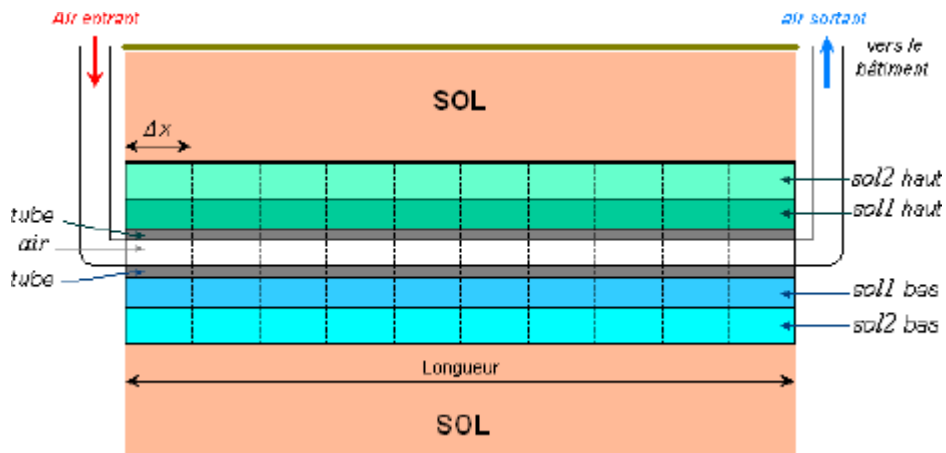 Air entrant
air sortant
vers le
bâtiment
SOL
Δx
sol2 haut
sol1 haut
tube
air
tube
sol1 bas
sol2 bas
Longueur
SOL